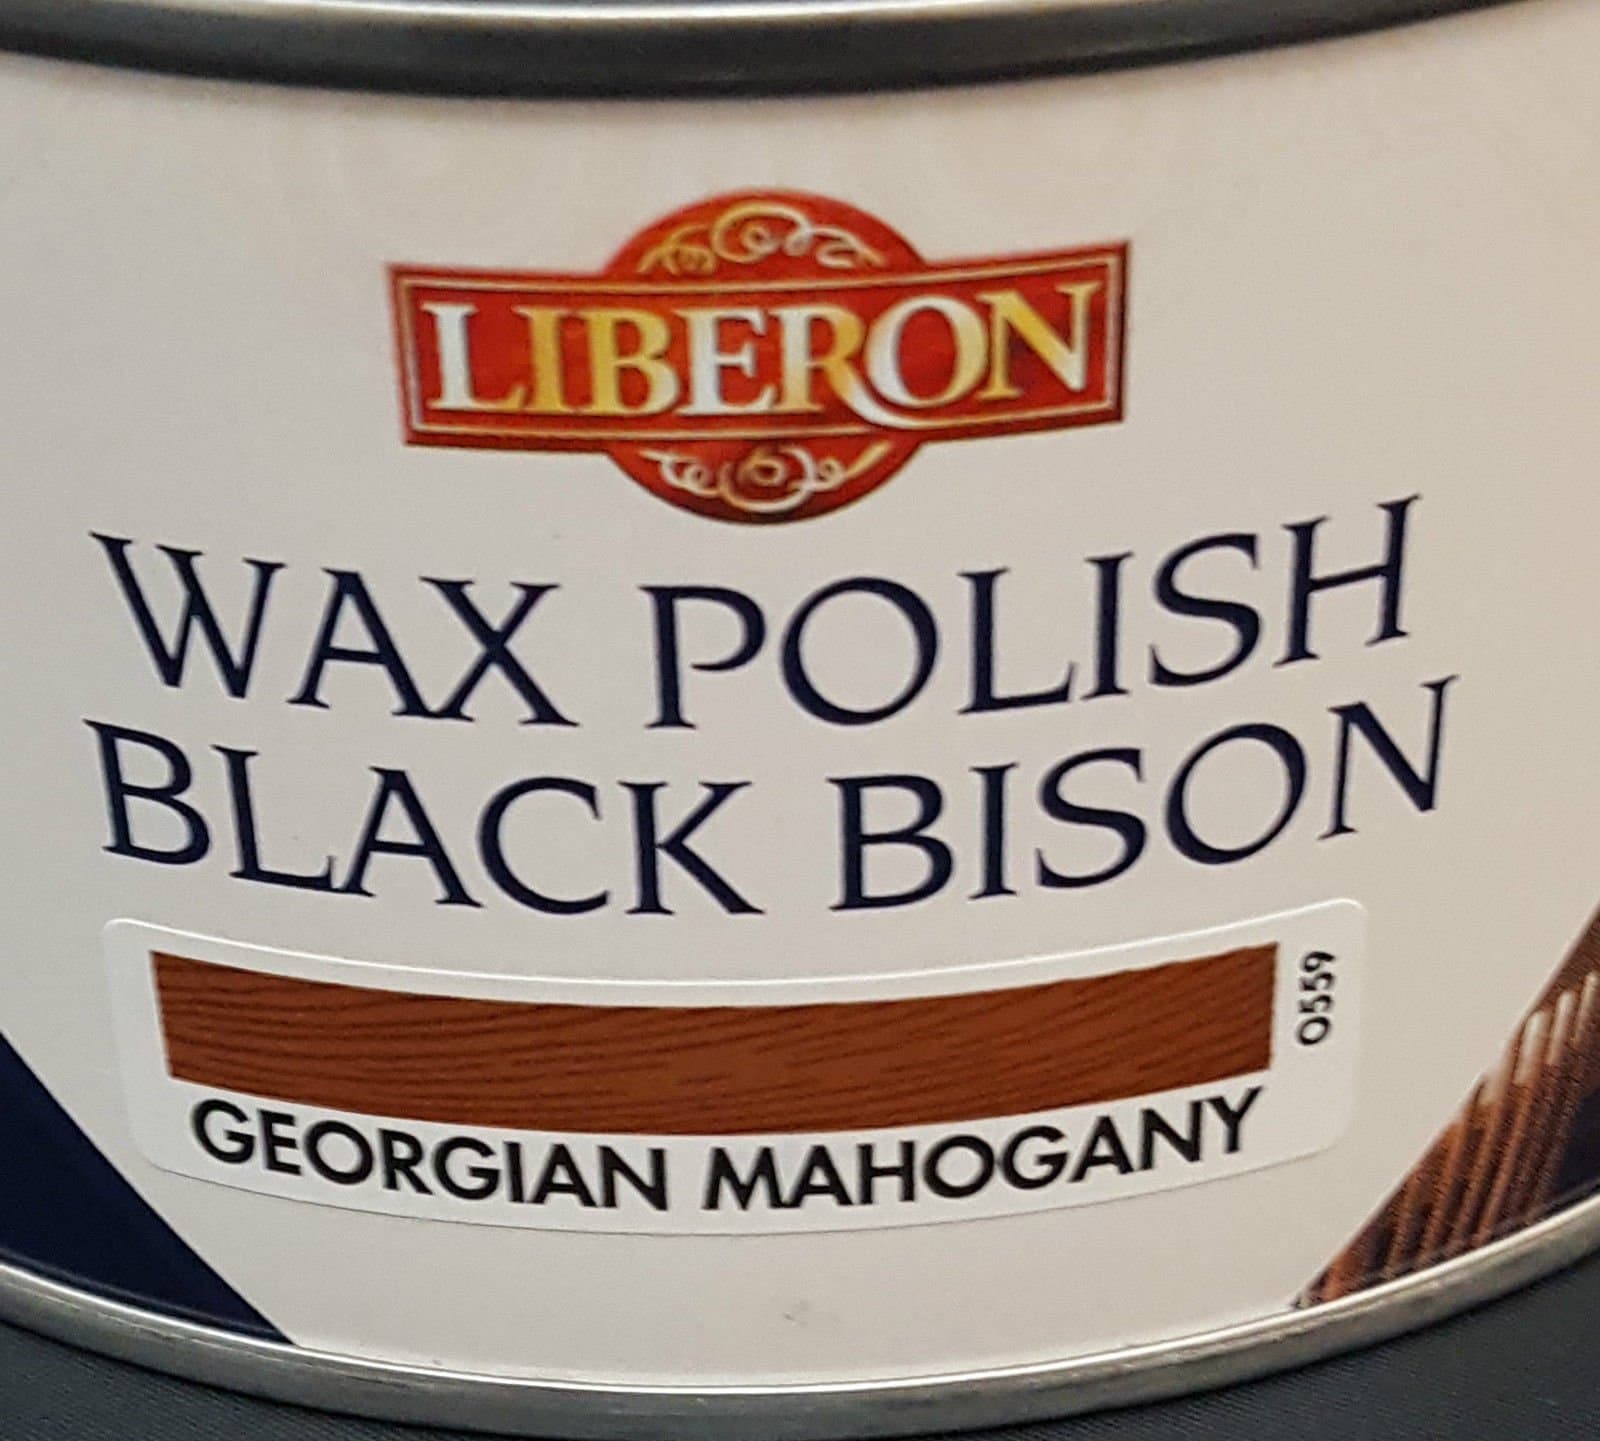 LIBERON
WAX POLISH
BLACK BISON
0559
GEORGIAN MAHOGANY